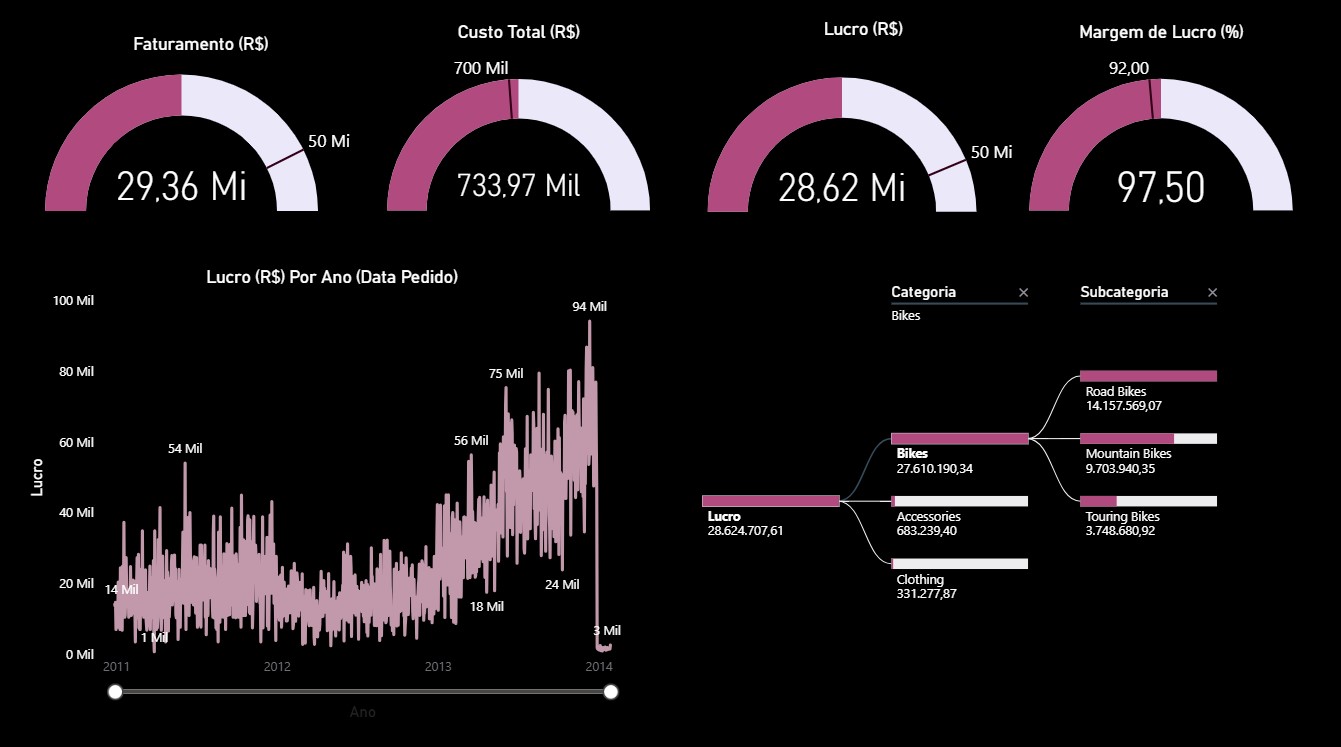 Faturamento (R$)
50 Mi
29,36 Mi
Custo Total (R$)
700 Mil
733,97 Mil
Lucro (R$)
50 Mi
28,62 Mi
Margem de Lucro (%)
92,00
97,50
Lucro (R$) Por Ano (Data Pedido)
Lucro
100 Mil
80 Mil
60 Mil
40 Mil
20 Mil
0 Mil
14 Mil
1 Mil
54 Mil
56 Mil
18 Mil
75 Mil
24 Mil
94 Mil
3 Mil
2011
2012
2013
2014
Ano
Categoria ×
Bikes
Subcategoria ×
Lucro
28.624.707,61
Bikes
27.610.190,34
Accessories
683.239,40
Clothing
331.277,87
Road Bikes
14.157.569,07
Mountain Bikes
9.703.940,35
Touring Bikes
3.748.680,92